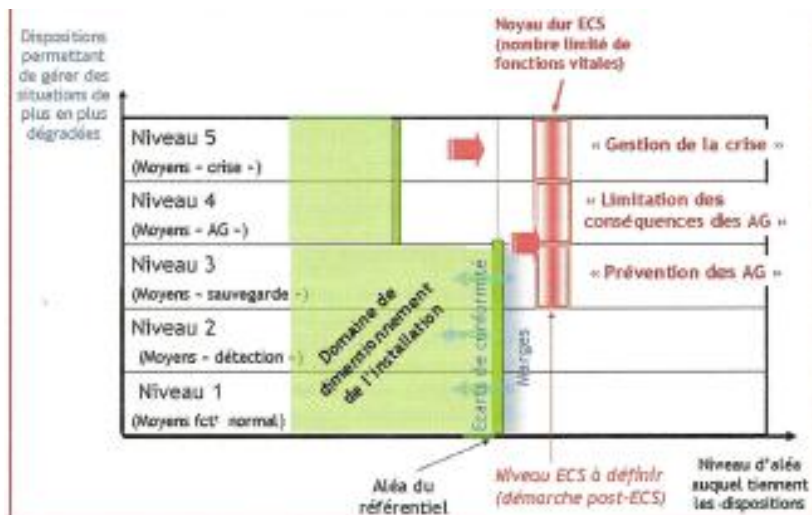 Dispositions
permettant
de gérer des
situations de
plus en plus
dégradées
Noyau dur ECS
(nombre limité de
fonctions vitales)
Niveau 5
(Moyens - crise -)
« Gestion de la crise »
Niveau 4
(Moyens - AG -)
« Limitation des
conséquences des AG »
Niveau 3
(Moyens - sauvegarde -)
« Prévention des AG »
Niveau 2
(Moyens - détection -)
Niveau 1
(Moyens fctt normal)
Domaine de
dimensionnement
de l'installation
Ecarts de conformité
Marges
Aléa du
référentiel
Niveau ECS à définir
(démarche post-ECS)
Niveau d'aléa
auquel tiennent
les dispositions